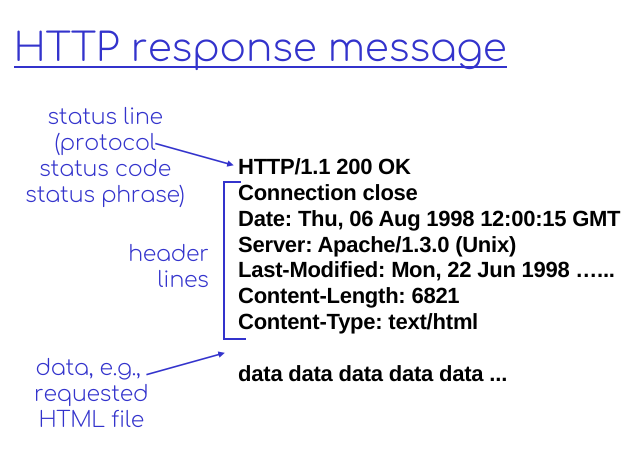 HTTP response message
status line
(protocol
status code
status phrase)
HTTP/1.1 200 OK
Connection close
Date: Thu, 06 Aug 1998 12:00:15 GMT
Server: Apache/1.3.0 (Unix)
Last-Modified: Mon, 22 Jun 1998 …...
Content-Length: 6821
Content-Type: text/html
header
lines
data, e.g.,
requested
HTML file
data data data data data ...